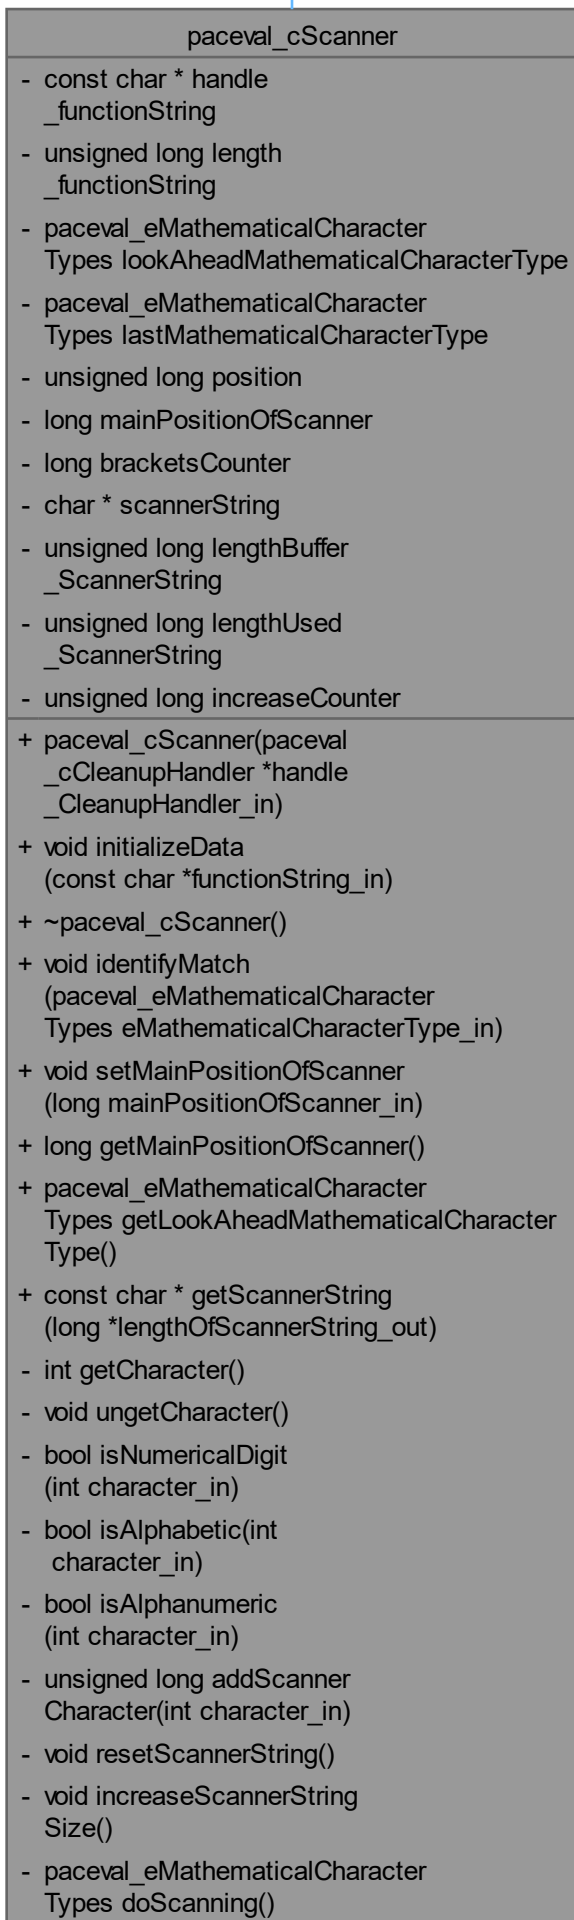 paceval_cScanner
- const char * handle
_functionString
- unsigned long length
_functionString
- paceval_eMathematicalCharacter
Types lookAheadMathematicalCharacterType
- paceval_eMathematicalCharacter
Types lastMathematicalCharacterType
- unsigned long position
- long mainPositionOfScanner
- long bracketsCounter
- char * scannerString
- unsigned long lengthBuffer
_ScannerString
- unsigned long lengthUsed
_ScannerString
- unsigned long increaseCounter
+ paceval_cScanner(paceval
_cCleanupHandler *handle
_CleanupHandler_in)
+ void initializeData
(const char *functionString_in)
+ ~paceval_cScanner()
+ void identifyMatch
(paceval_eMathematicalCharacter
Types eMathematicalCharacterType_in)
+ void setMainPositionOfScanner
(long mainPositionOfScanner_in)
+ long getMainPositionOfScanner()
+ paceval_eMathematicalCharacter
Types getLookAheadMathematicalCharacter
Type()
+ const char * getScannerString
(long *lengthOfScannerString_out)
- int getCharacter()
- void ungetCharacter()
- bool isNumericalDigit
(int character_in)
- bool isAlphabetic(int
character_in)
- bool isAlphanumeric
(int character_in)
- unsigned long addScanner
Character(int character_in)
- void resetScannerString()
- void increaseScannerString
Size()
- paceval_eMathematicalCharacter
Types doScanning()